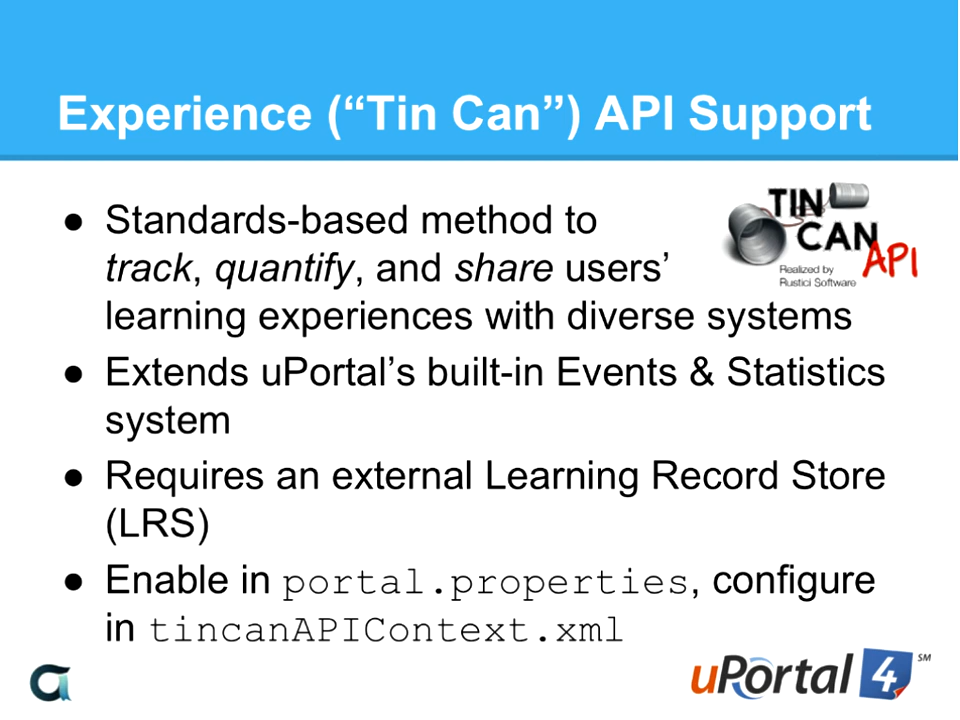 Experience (“Tin Can”) API Support
● Standards-based method to
track, quantify, and share users’
learning experiences with diverse systems
● Extends uPortal’s built-in Events & Statistics
system
● Requires an external Learning Record Store
(LRS)
● Enable in portal.properties, configure
in tincanAPIContext.xml
TIN
CAN
API
Realized by
Rustici Software
uPortal 4 SM